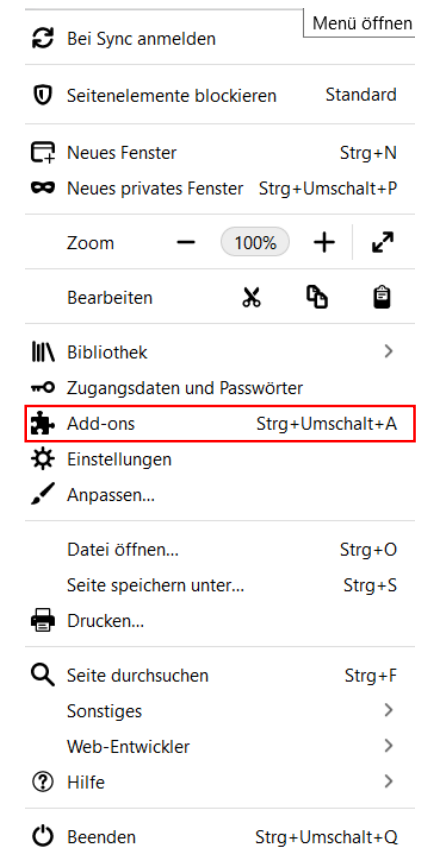 Menü öffnen
Bei Sync anmelden
Seitenelemente blockieren Standard
Neues Fenster Strg+N
Neues privates Fenster Strg+Umschalt+P
Zoom 100%
Bearbeiten
Bibliothek
Zugangsdaten und Passwörter
Add-ons Strg+Umschalt+A
Einstellungen
Anpassen...
Datei öffnen... Strg+O
Seite speichern unter... Strg+S
Drucken...
Seite durchsuchen Strg+F
Sonstiges
Web-Entwickler
Hilfe
Beenden Strg+Umschalt+Q